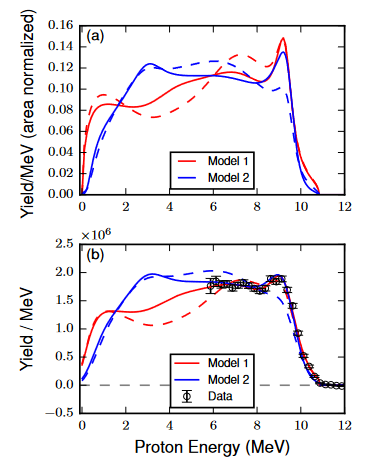 (a)
Yield/MeV (area normalized)
0.16
0.14
0.12
0.10
0.08
0.06
0.04
0.02
0.00
Model 1
Model 2
0 2 4 6 8 10 12
×10⁶
(b)
Yield / MeV
2.5
2.0
1.5
1.0
0.5
0.0
−0.5
Model 1
Model 2
Data
0 2 4 6 8 10 12
Proton Energy (MeV)